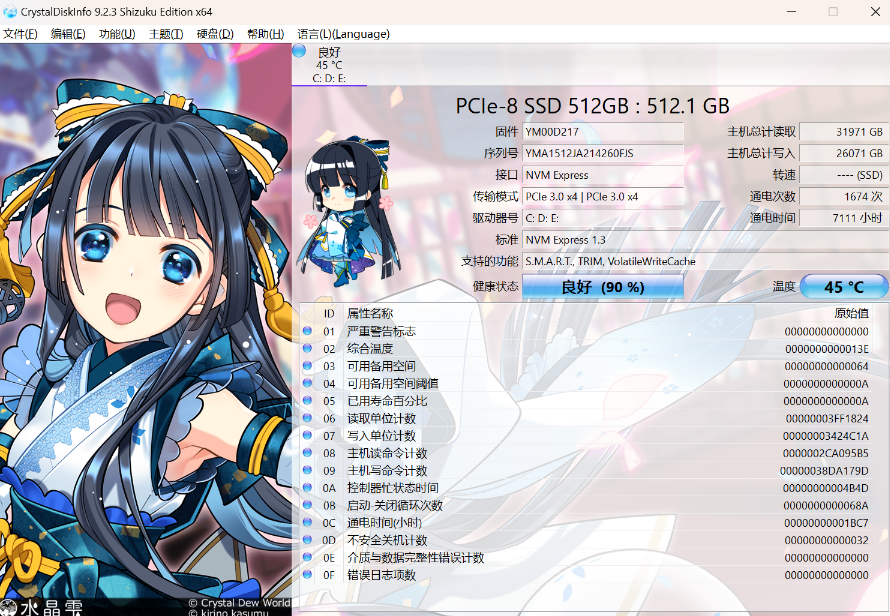 CrystalDiskInfo 9.2.3 Shizuku Edition x64
文件(F) 编辑(E) 功能(U) 主题(T) 硬盘(D) 帮助(H) 语言(L)(Language)
良好
45 °C
C: D: E:
PCIe-8 SSD 512GB : 512.1 GB
固件 YM00D217 主机总计读取 31971 GB
序列号 YMA1512JA214260FJS 主机总计写入 26071 GB
接口 NVM Express 转速 ---- (SSD)
传输模式 PCIe 3.0 x4 | PCIe 3.0 x4 通电次数 1674 次
驱动器号 C: D: E: 通电时间 7111 小时
标准 NVM Express 1.3
支持的功能 S.M.A.R.T., TRIM, VolatileWriteCache
健康状态 良好 (90 %) 温度 45 °C
ID 属性名称 原始值
01 严重警告标志 00000000000000
02 综合温度 0000000000013E
03 可用备用空间 00000000000064
04 可用备用空间阈值 0000000000000A
05 已用寿命百分比 0000000000000A
06 读取单位计数 00000003FF1824
07 写入单位计数 00000003424C1A
08 主机读命令计数 0000002CA095B5
09 主机写命令计数 00000038DA179D
0A 控制器忙状态时间 00000000004B4D
0B 启动-关闭循环次数 0000000000068A
0C 通电时间(小时) 00000000001BC7
0D 不安全关机计数 00000000000032
0E 介质与数据完整性错误计数 00000000000000
0F 错误日志项数 00000000000000
水晶雫
© Crystal Dew World
© kirino kasumu